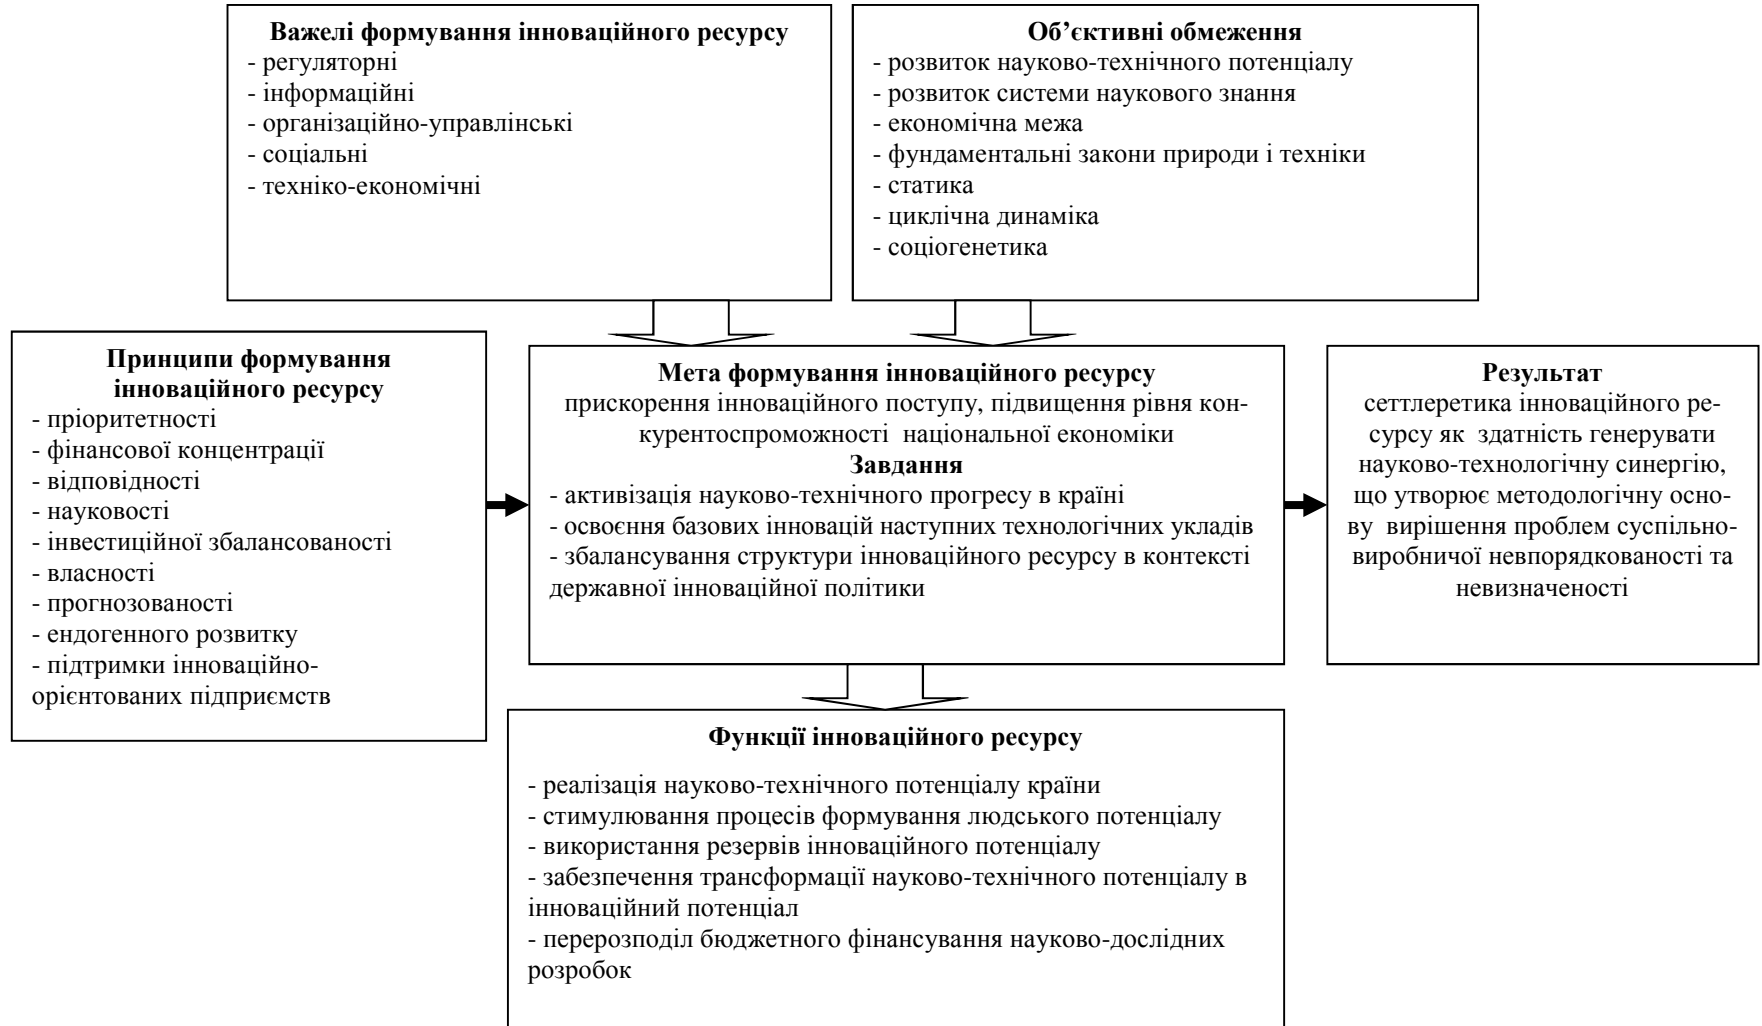 Важелі формування інноваційного ресурсу
- регуляторні
- інформаційні
- організаційно-управлінські
- соціальні
- техніко-економічні
Об’єктивні обмеження
- розвиток науково-технічного потенціалу
- розвиток системи наукового знання
- економічна межа
- фундаментальні закони природи і техніки
- статика
- циклічна динаміка
- соціогенетика
Принципи формування
інноваційного ресурсу
- пріоритетності
- фінансової концентрації
- відповідності
- науковості
- інвестиційної збалансованості
- власності
- прогнозованості
- ендогенного розвитку
- підтримки інноваційно-
орієнтованих підприємств
Мета формування інноваційного ресурсу
прискорення інноваційного поступу, підвищення рівня кон-
курентоспроможності національної економіки
Завдання
- активізація науково-технічного прогресу в країні
- освоєння базових інновацій наступних технологічних укладів
- збалансування структури інноваційного ресурсу в контексті
державної інноваційної політики
Результат
сеттлеретика інноваційного ре-
сурсу як здатність генерувати
науково-технологічну синергію,
що утворює методологічну осно-
ву вирішення проблем суспільно-
виробничої невпорядкованості та
невизначеності
Функції інноваційного ресурсу
- реалізація науково-технічного потенціалу країни
- стимулювання процесів формування людського потенціалу
- використання резервів інноваційного потенціалу
- забезпечення трансформації науково-технічного потенціалу в
інноваційний потенціал
- перерозподіл бюджетного фінансування науково-дослідних
розробок